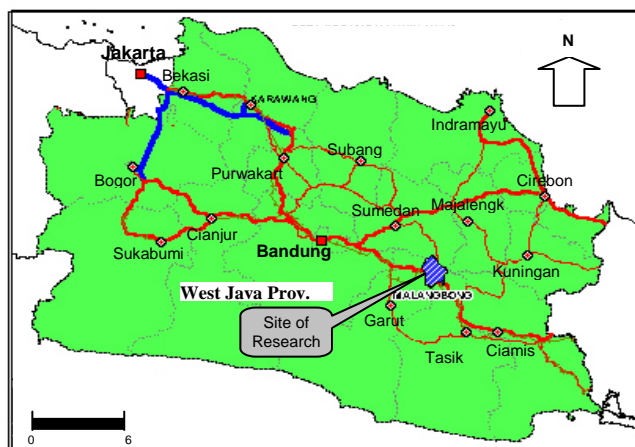 Jakarta
N
Bekasi
KARAWANG
Indramayu
Subang
Purwakart
Bogor
Cirebon
Sumedan
Majalengk
Cianjur
Sukabumi
Bandung
Kuningan
West Java Prov.
MALANGBONG
Site of
Research
Garut
Tasik
Ciamis
0
6